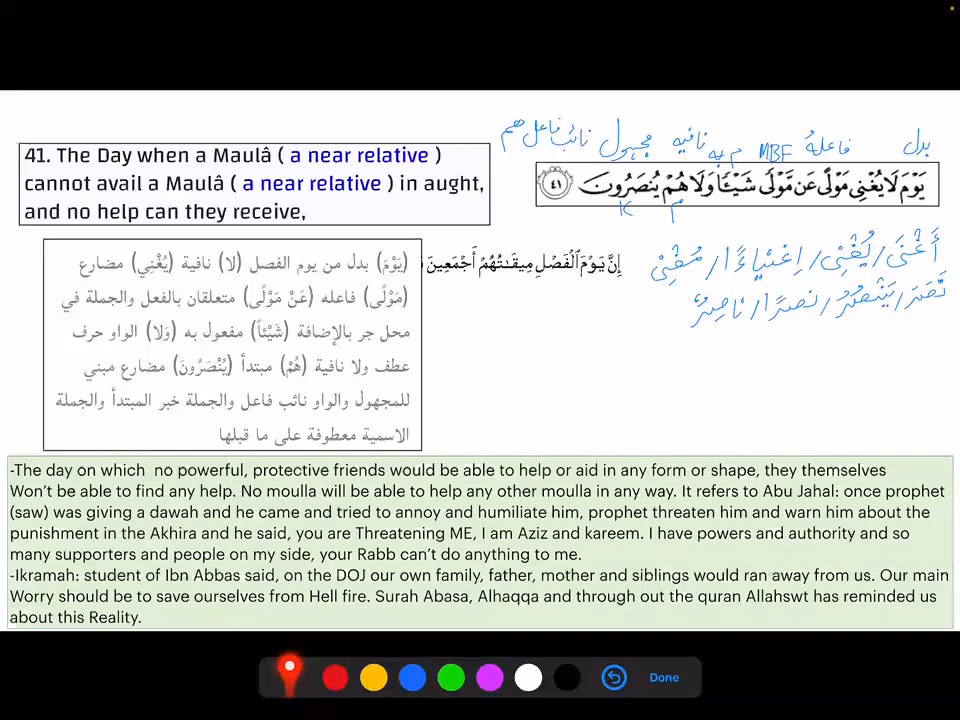 نافيه مجهول نائب فاعل هم
بدل فاعلهُ MBF م به
41. The Day when a Maulâ ( a near relative )
cannot avail a Maulâ ( a near relative ) in aught,
and no help can they receive,
يَوْمَ لَا يُغْنِى مَوْلًى عَن مَّوْلًى شَيْـًٔا وَلَا هُمْ يُنصَرُونَ ٤١
م K
أَغْنَى / يُغْنِىْ / اِغْنَاءً ا / مُغْنِىْ
نَصَرَ / يَنْصُرُ / نصرًا / ناصِرٌ
إِنَّ يَوْمَ ٱلْفَصْلِ مِيقَـٰتُهُمْ أَجْمَعِينَ
(يَوْمَ) بدل من يوم الفصل (لا) نافية (يُغْنِي) مضارع
(مَوْلًى) فاعله (عَنْ مَوْلًى) متعلقان بالفعل والجملة في
محل جر بالإضافة (شَيْئاً) مفعول به (وَلا) الواو حرف
عطف ولا نافية (هُمْ) مبتدأ (يُنْصَرُونَ) مضارع مبني
للمجهول والواو نائب فاعل والجملة خبر المبتدأ والجملة
الاسمية معطوفة على ما قبلها
-The day on which no powerful, protective friends would be able to help or aid in any form or shape, they themselves
Won't be able to find any help. No moulla will be able to help any other moulla in any way. It refers to Abu Jahal: once prophet
(saw) was giving a dawah and he came and tried to annoy and humiliate him, prophet threaten him and warn him about the
punishment in the Akhira and he said, you are Threatening ME, I am Aziz and kareem. I have powers and authority and so
many supporters and people on my side, your Rabb can't do anything to me.
-Ikramah: student of Ibn Abbas said, on the DOJ our own family, father, mother and siblings would ran away from us. Our main
Worry should be to save ourselves from Hell fire. Surah Abasa, Alhaqqa and through out the quran Allahswt has reminded us
about this Reality.
Done